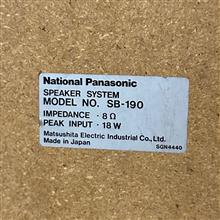 National Panasonic
SPEAKER SYSTEM
MODEL NO. SB-190
IMPEDANCE · 8 Ω
PEAK INPUT · 18 W
Matsushita Electric Industrial Co., Ltd.
Made in Japan
SGN4440